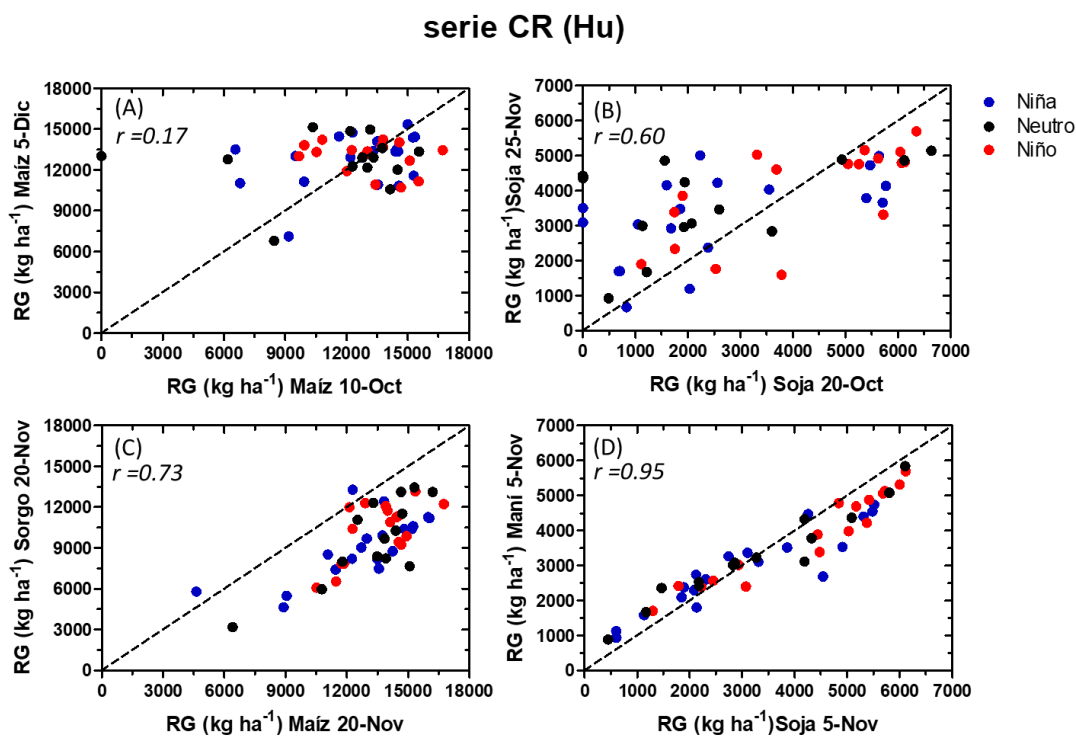 serie CR (Hu)
(A)
r =0.17
RG (kg ha⁻¹) Maíz 5-Dic
18000
15000
12000
9000
6000
3000
0
0 3000 6000 9000 12000 15000 18000
RG (kg ha⁻¹) Maíz 10-Oct
(B)
r =0.60
RG (kg ha⁻¹)Soja 25-Nov
7000
6000
5000
4000
3000
2000
1000
0
0 1000 2000 3000 4000 5000 6000 7000
RG (kg ha⁻¹) Soja 20-Oct
Niña
Neutro
Niño
(C)
r =0.73
RG (kg ha⁻¹) Sorgo 20-Nov
18000
15000
12000
9000
6000
3000
0
0 3000 6000 9000 12000 15000 18000
RG (kg ha⁻¹) Maíz 20-Nov
(D)
r =0.95
RG (kg ha⁻¹) Maní 5-Nov
7000
6000
5000
4000
3000
2000
1000
0
0 1000 2000 3000 4000 5000 6000 7000
RG (kg ha⁻¹)Soja 5-Nov